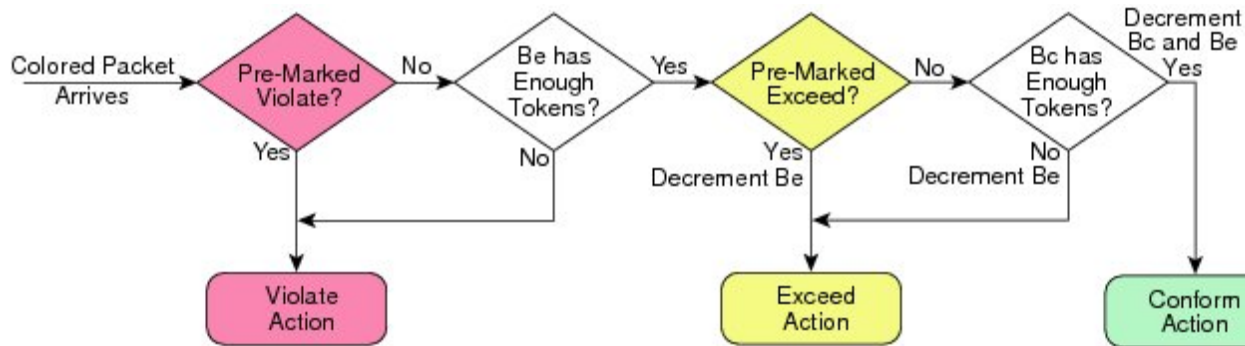 Colored Packet
Arrives
Pre-Marked
Violate?
No
Yes
Be has
Enough
Tokens?
Yes
No
Pre-Marked
Exceed?
No
Yes
Decrement Be
Bc has
Enough
Tokens?
Decrement
Bc and Be
Yes
No
Decrement Be
Violate
Action
Exceed
Action
Conform
Action